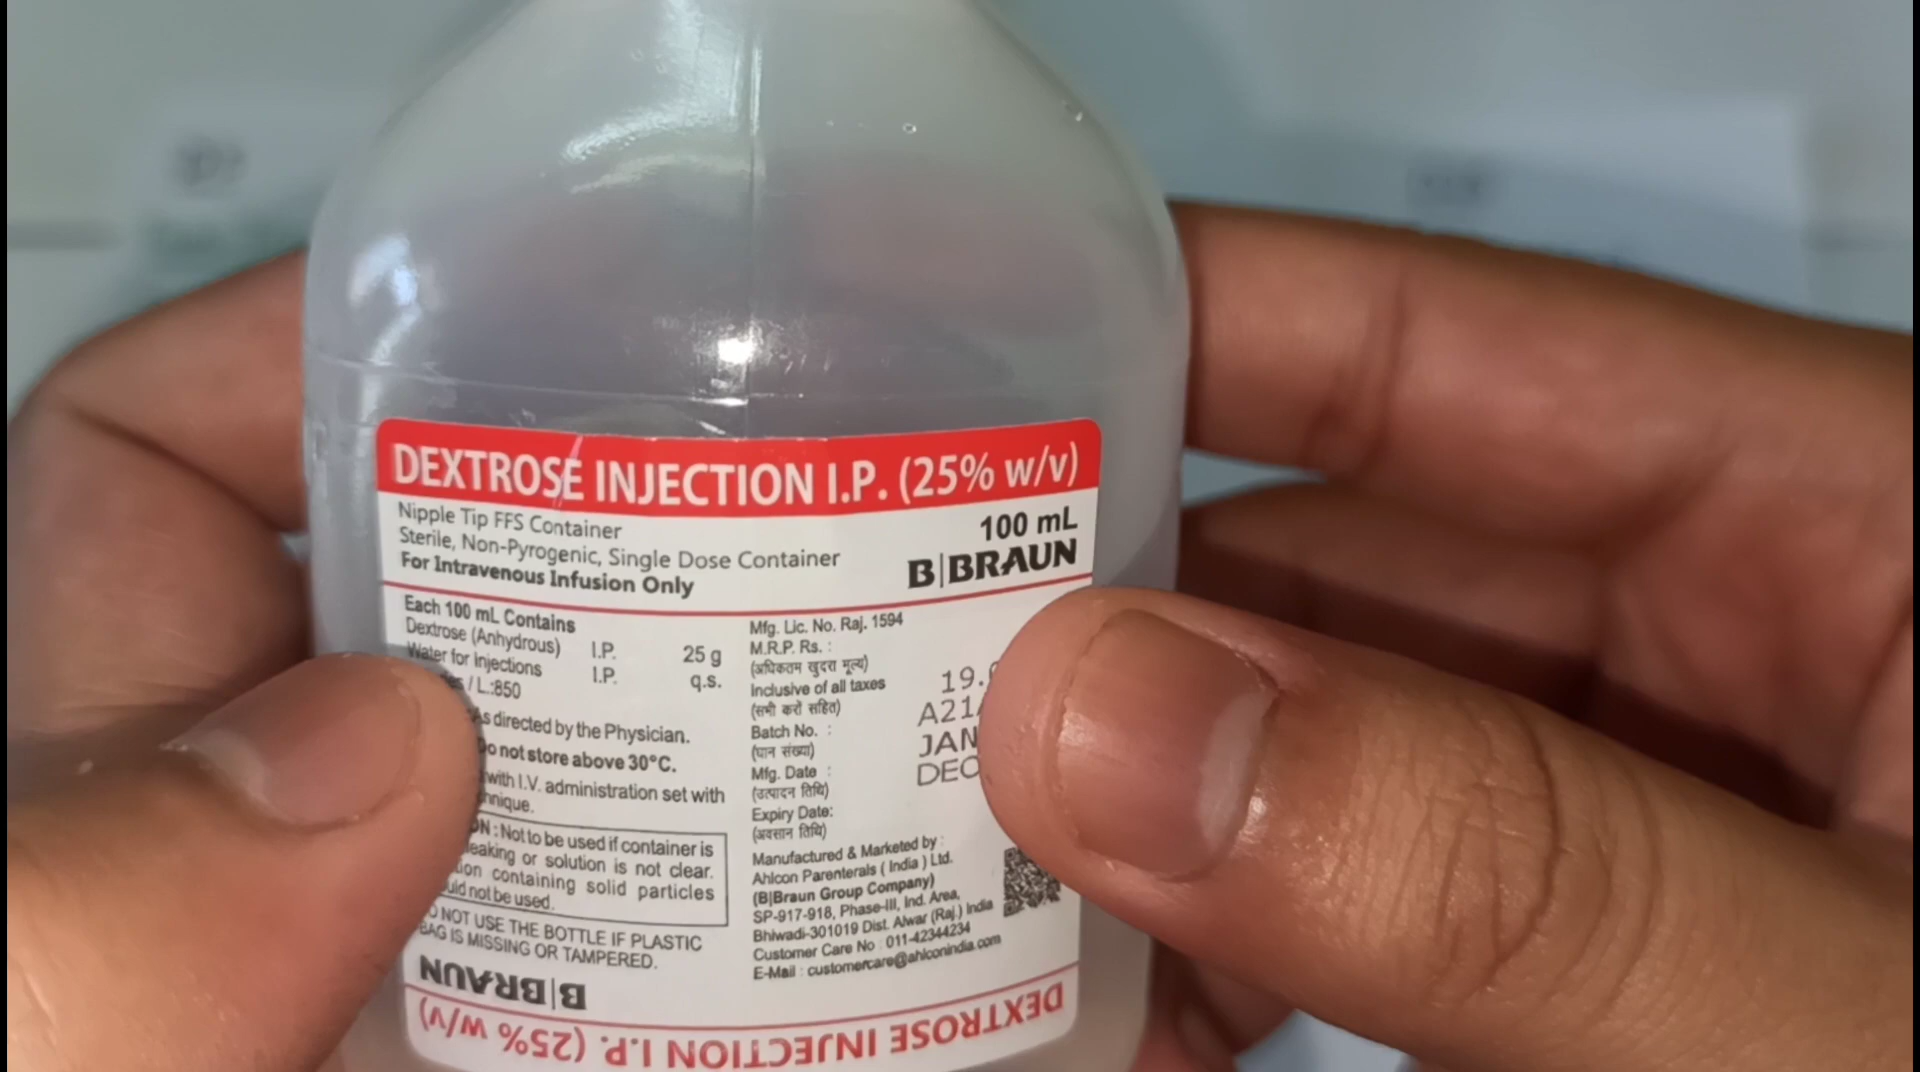 DEXTROSE INJECTION I.P. (25% w/v)
Nipple Tip FFS Container
Sterile, Non-Pyrogenic, Single Dose Container
For Intravenous Infusion Only
100 mL
B|BRAUN
Each 100 mL Contains
Dextrose (Anhydrous) I.P. 25 g
Water for Injections I.P. q.s.
/ L.:850
As directed by the Physician.
Do not store above 30°C.
with I.V. administration set with
: Not to be used if container is
or solution is not clear.
containing solid particles
not be used.
DO NOT USE THE BOTTLE IF PLASTIC
BAG IS MISSING OR TAMPERED.
Mfg. Lic. No. Raj. 1594
M.R.P. Rs. :
(अधिकतम खुदरा मूल्य)
Inclusive of all taxes
(सभी करों सहित)
Batch No. :
(घान संख्या)
Mfg. Date :
(उत्पादन तिथि)
Expiry Date:
(अवसान तिथि)
19.
A21
JAN
DEC
Manufactured & Marketed by :
Ahlcon Parenterals ( India ) Ltd.
(B|Braun Group Company)
SP-917-918, Phase-III, Ind. Area,
Bhiwadi-301019 Dist. Alwar (Raj.) India
Customer Care No : 011-42344234
E-Mail : customercare@ahlconindia.com
B|BRAUN
DEXTROSE INJECTION I.P. (25% w/v)